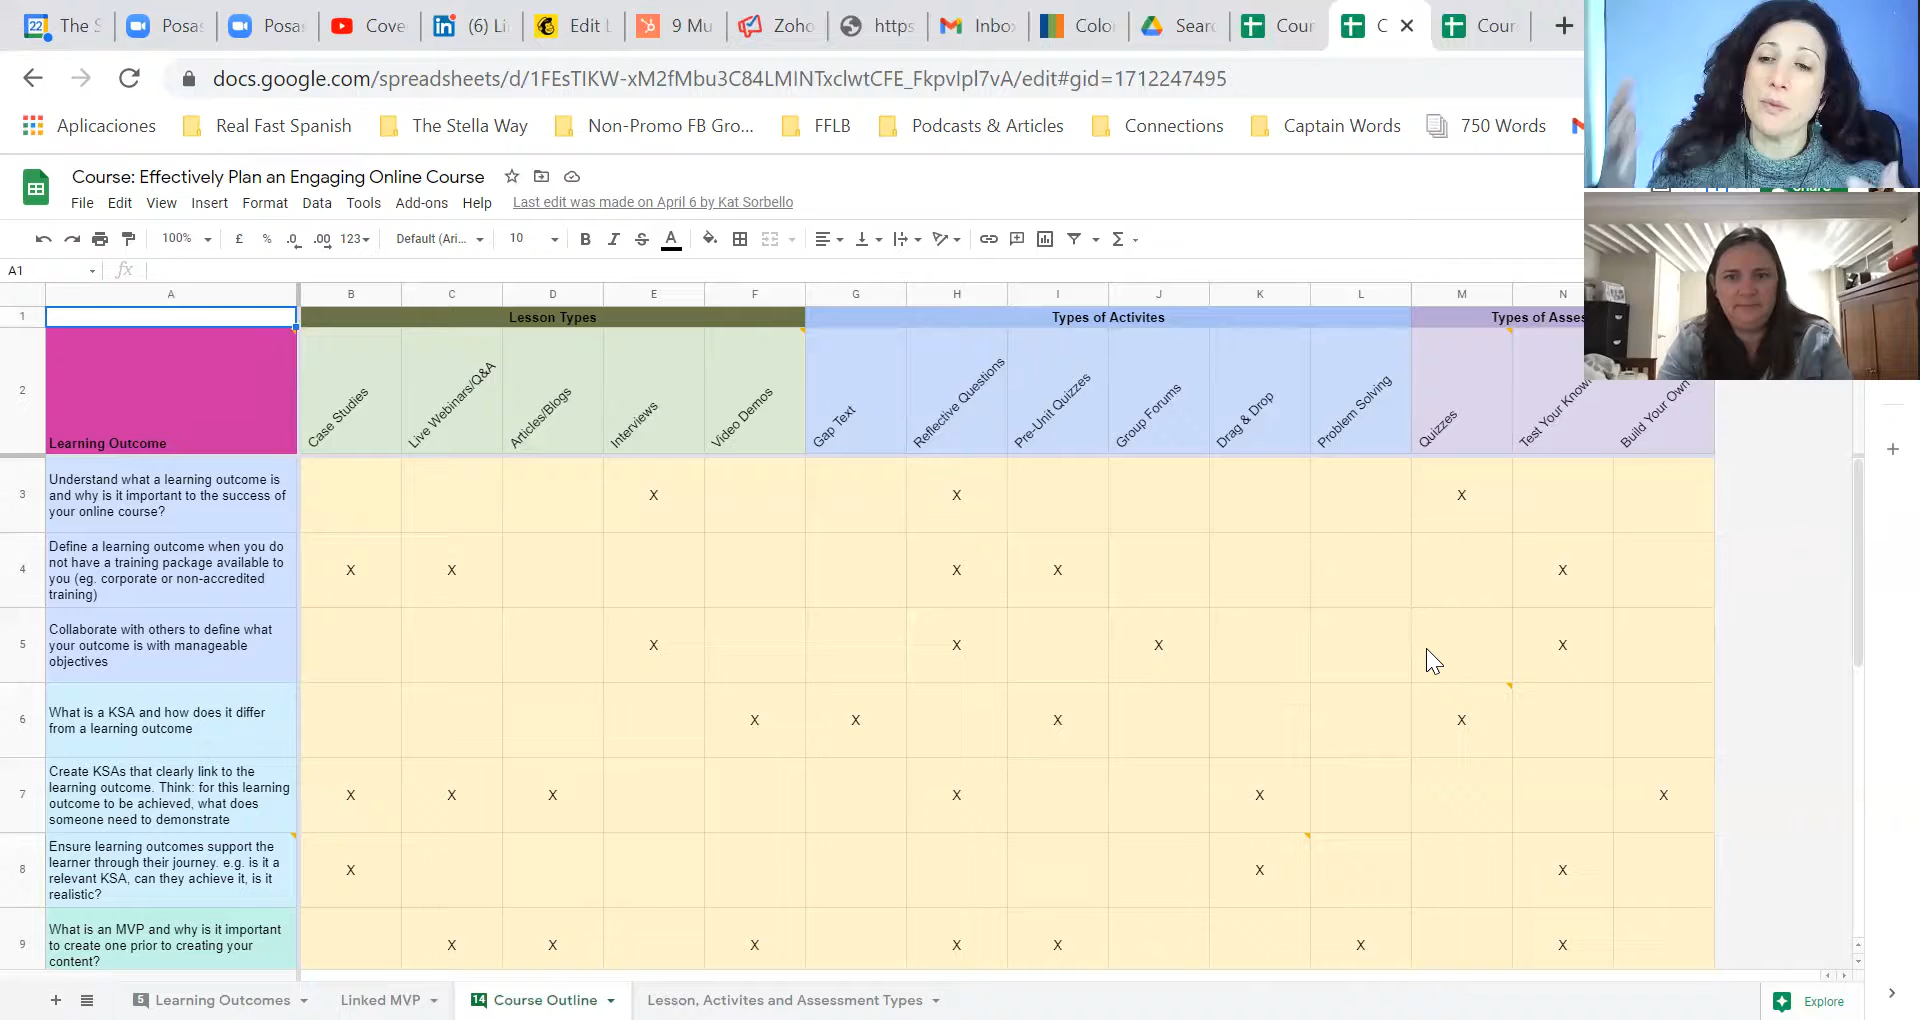 22
The S
Posa
Posa
Cove
(6) Li
Edit L
9 Mu
Zoho
https
Inbo
Colo
Sear
Cour
C
Cour
docs.google.com/spreadsheets/d/1FEsTIKW-xM2fMbu3C84LMINTxclwtCFE_FkpvIpl7vA/edit#gid=1712247495
Aplicaciones
Real Fast Spanish
The Stella Way
Non-Promo FB Gro...
FFLB
Podcasts & Articles
Connections
Captain Words
750 Words
Course: Effectively Plan an Engaging Online Course
File Edit View Insert Format Data Tools Add-ons Help Last edit was made on April 6 by Kat Sorbello
100% £ % .0 .00 123 Default (Ari... 10 B I S A Σ
A1 fx
A B C D E F G H I J K L M N
1 Lesson Types Types of Activites Types of Asses
2 Learning Outcome Case Studies Live Webinars/Q&A Articles/Blogs Interviews Video Demos Gap Text Reflective Questions Pre-Unit Quizzes Group Forums Drag & Drop Problem Solving Quizzes Test Your Know Build Your Own
Understand what a learning outcome is
3 and why is it important to the success of X X X
your online course?
Define a learning outcome when you do
not have a training package available to
4 you (eg. corporate or non-accredited X X X X X
training)
Collaborate with others to define what
5 your outcome is with manageable X X X X
objectives
What is a KSA and how does it differ
6 from a learning outcome X X X X
Create KSAs that clearly link to the
learning outcome. Think: for this learning
7 outcome to be achieved, what does X X X X X X
someone need to demonstrate
Ensure learning outcomes support the
learner through their journey. e.g. is it a
8 relevant KSA, can they achieve it, is it X X X
realistic?
What is an MVP and why is it important
9 to create one prior to creating your X X X X X X X
content?
5 Learning Outcomes Linked MVP 14 Course Outline Lesson, Activites and Assessment Types Explore